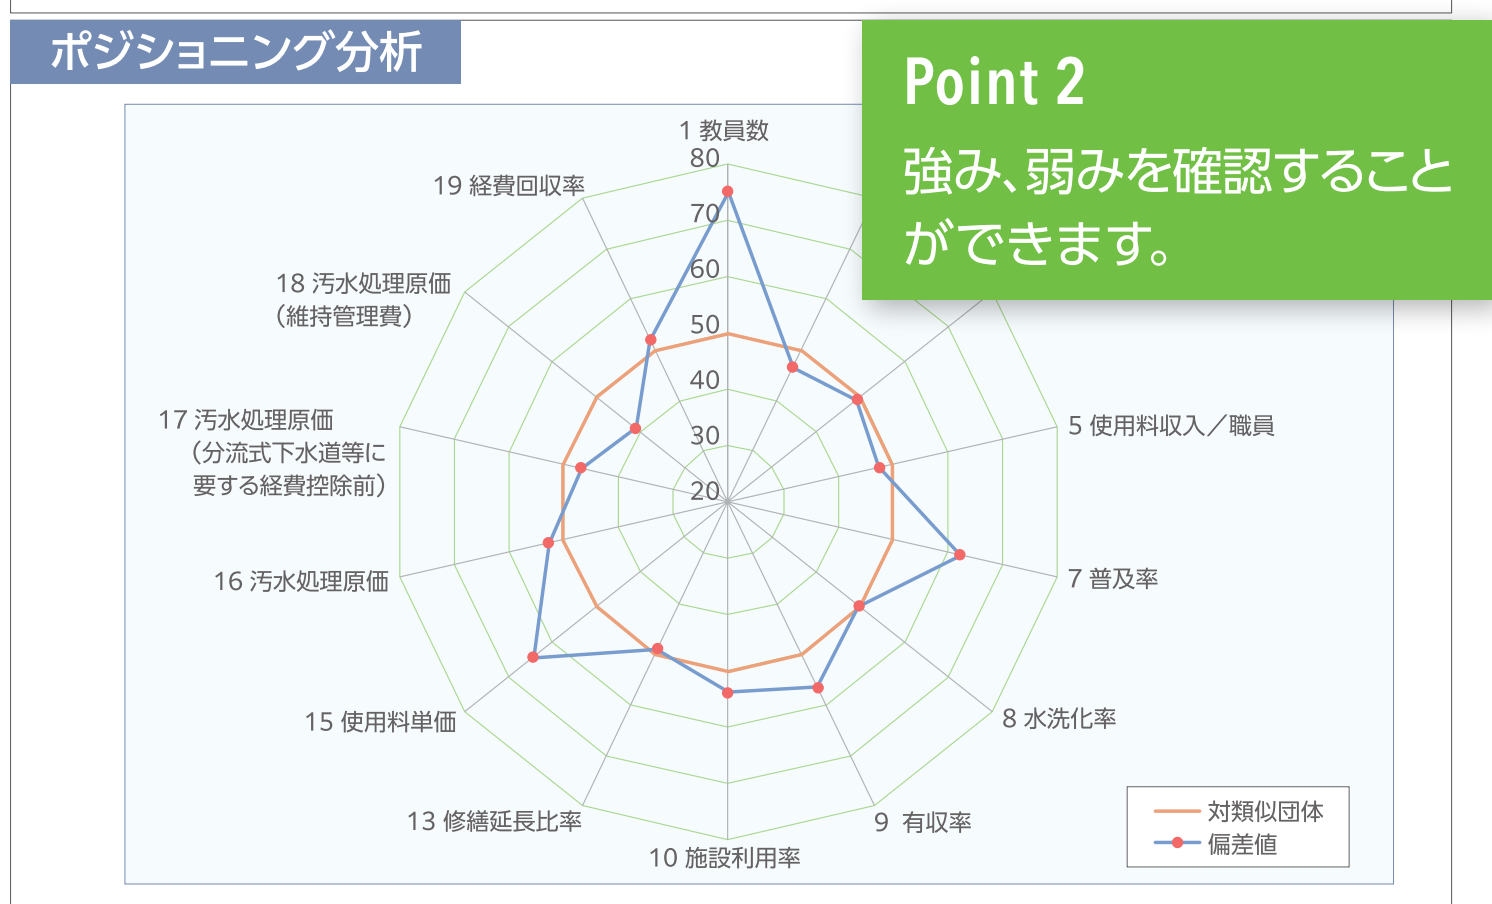 ポジショニング分析
Point 2
強み、弱みを確認すること
ができます。
1 教員数
80
70
60
50
40
30
20
5 使用料収入／職員
7 普及率
8 水洗化率
9 有収率
10 施設利用率
13 修繕延長比率
15 使用料単価
16 汚水処理原価
17 汚水処理原価
（分流式下水道等に
要する経費控除前）
18 汚水処理原価
（維持管理費）
19 経費回収率
対類似団体
偏差値